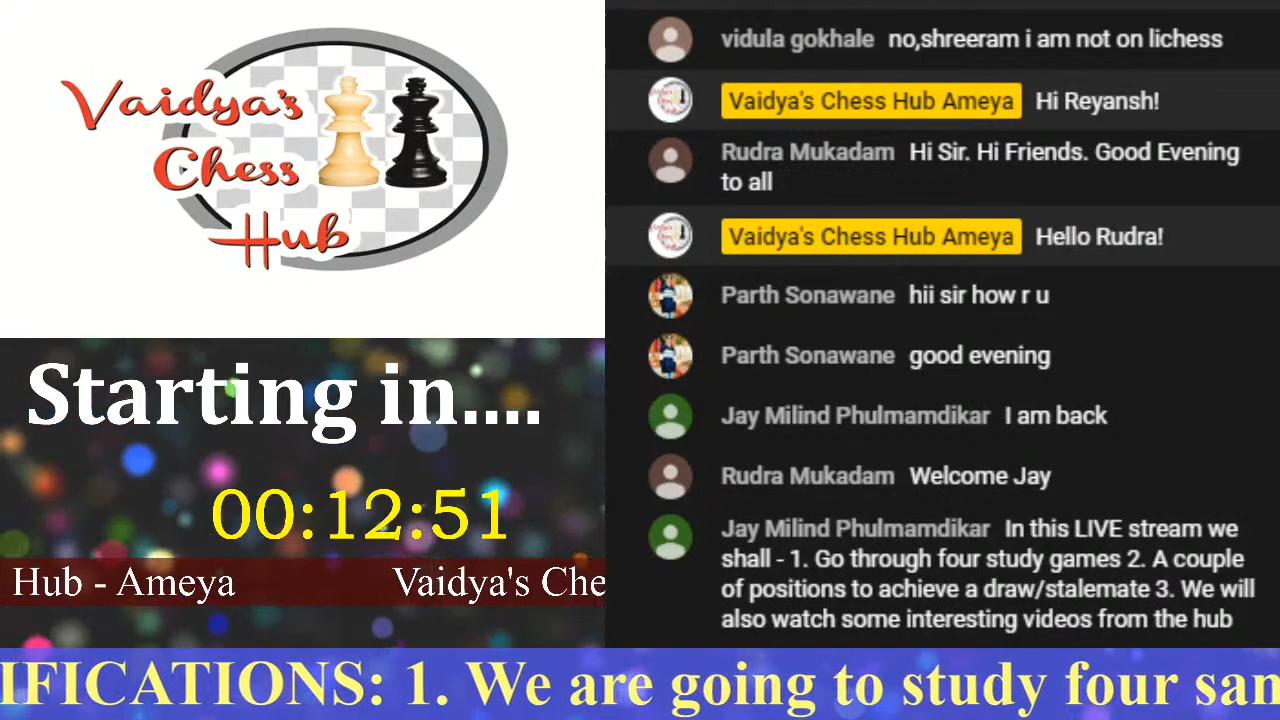 Vaidya's
Chess
Hub
Starting in....
00:12:51
Hub - Ameya Vaidya's Che
vidula gokhale no,shreeram i am not on lichess
Vaidya's Chess Hub Ameya Hi Reyansh!
Rudra Mukadam Hi Sir. Hi Friends. Good Evening
to all
Vaidya's Chess Hub Ameya Hello Rudra!
Parth Sonawane hii sir how r u
Parth Sonawane good evening
Jay Milind Phulmamdikar I am back
Rudra Mukadam Welcome Jay
Jay Milind Phulmamdikar In this LIVE stream we
shall - 1. Go through four study games 2. A couple
of positions to achieve a draw/stalemate 3. We will
also watch some interesting videos from the hub
IFICATIONS: 1. We are going to study four sam